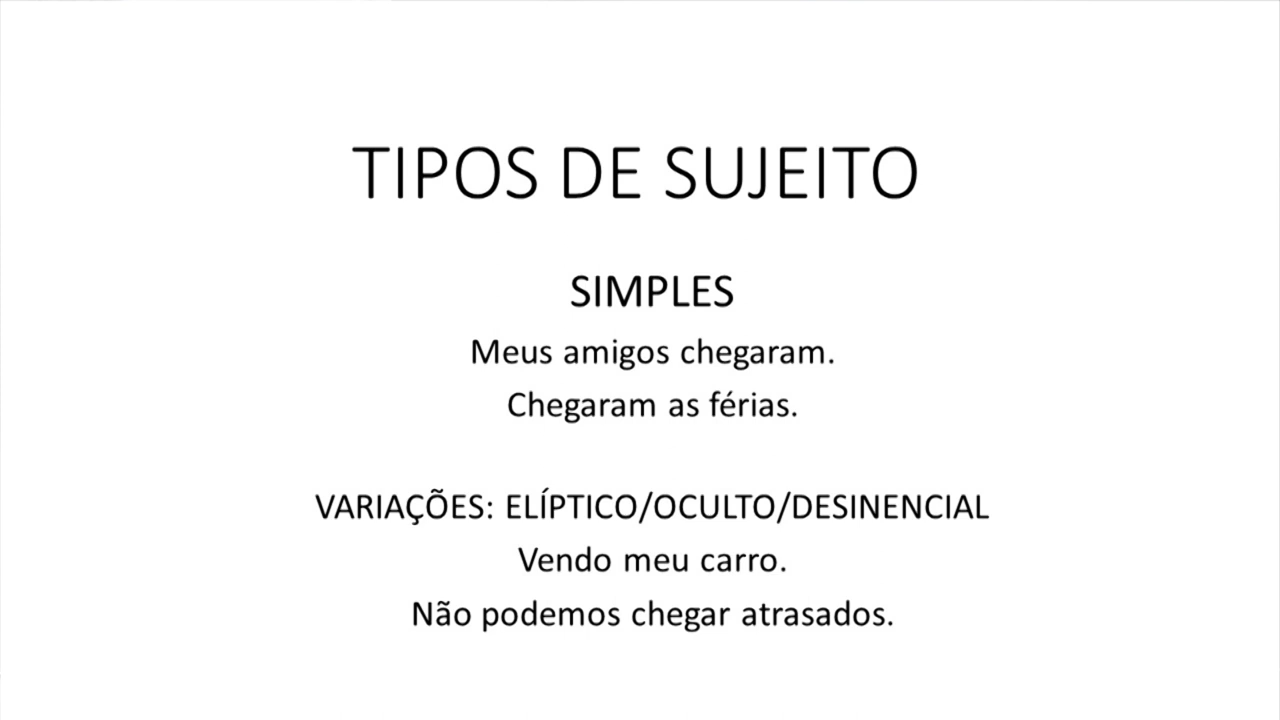 TIPOS DE SUJEITO
SIMPLES
Meus amigos chegaram.
Chegaram as férias.
VARIAÇÕES: ELÍPTICO/OCULTO/DESINENCIAL
Vendo meu carro.
Não podemos chegar atrasados.